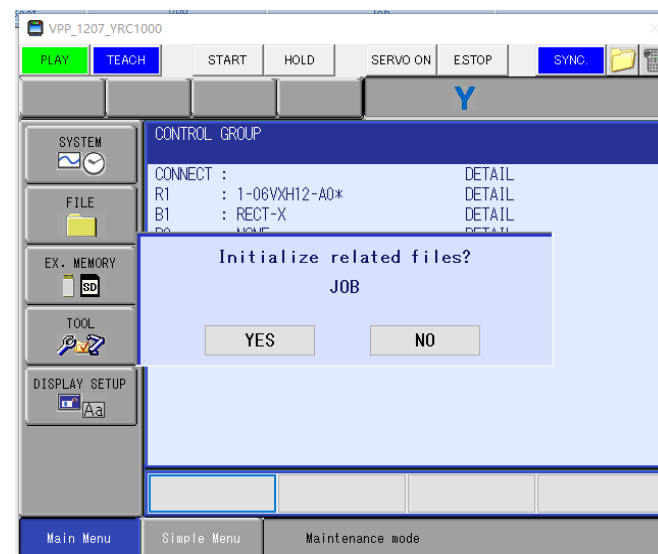 VPP_1207_YRC1000
PLAY TEACH START HOLD SERVO ON E.STOP SYNC.
Y
SYSTEM
FILE
EX. MEMORY
SD
TOOL
DISPLAY SETUP
Aa
CONTROL GROUP
CONNECT : DETAIL
R1 : 1-06VXH12-A0* DETAIL
B1 : RECT-X DETAIL
Initialize related files?
JOB
YES NO
Main Menu Simple Menu Maintenance mode